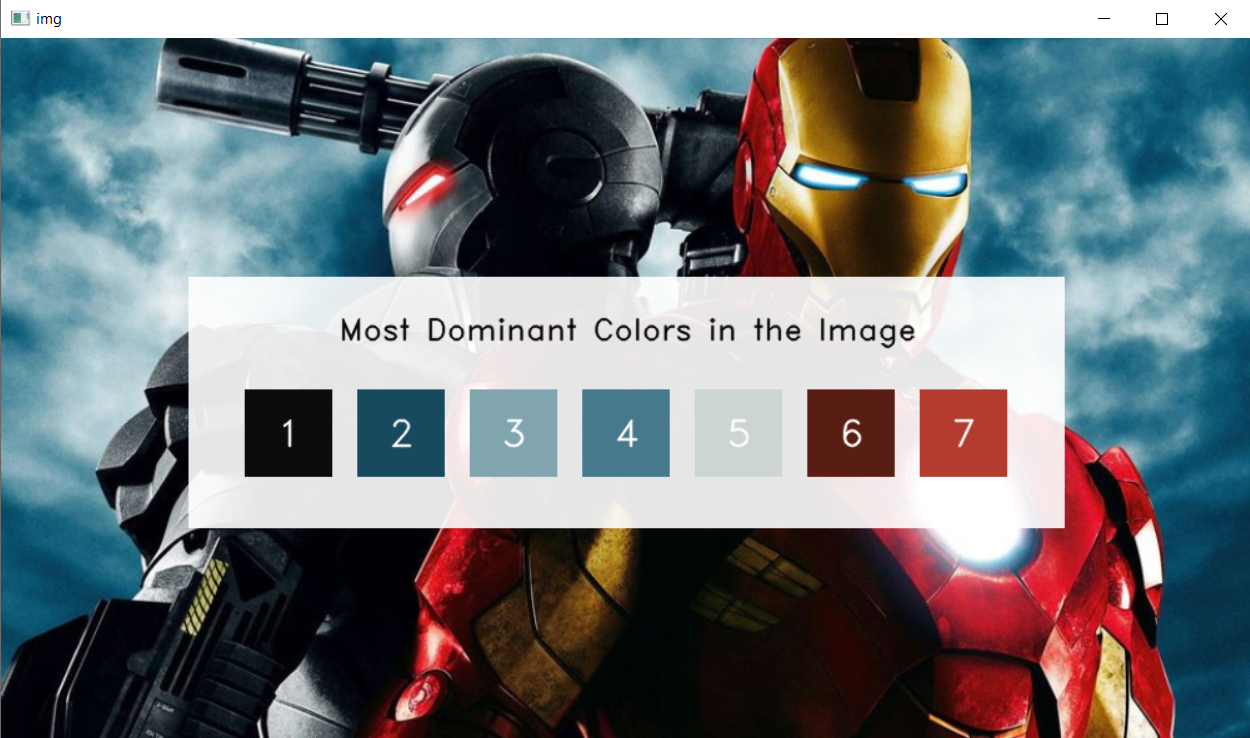 img
Most Dominant Colors in the Image
1 2 3 4 5 6 7